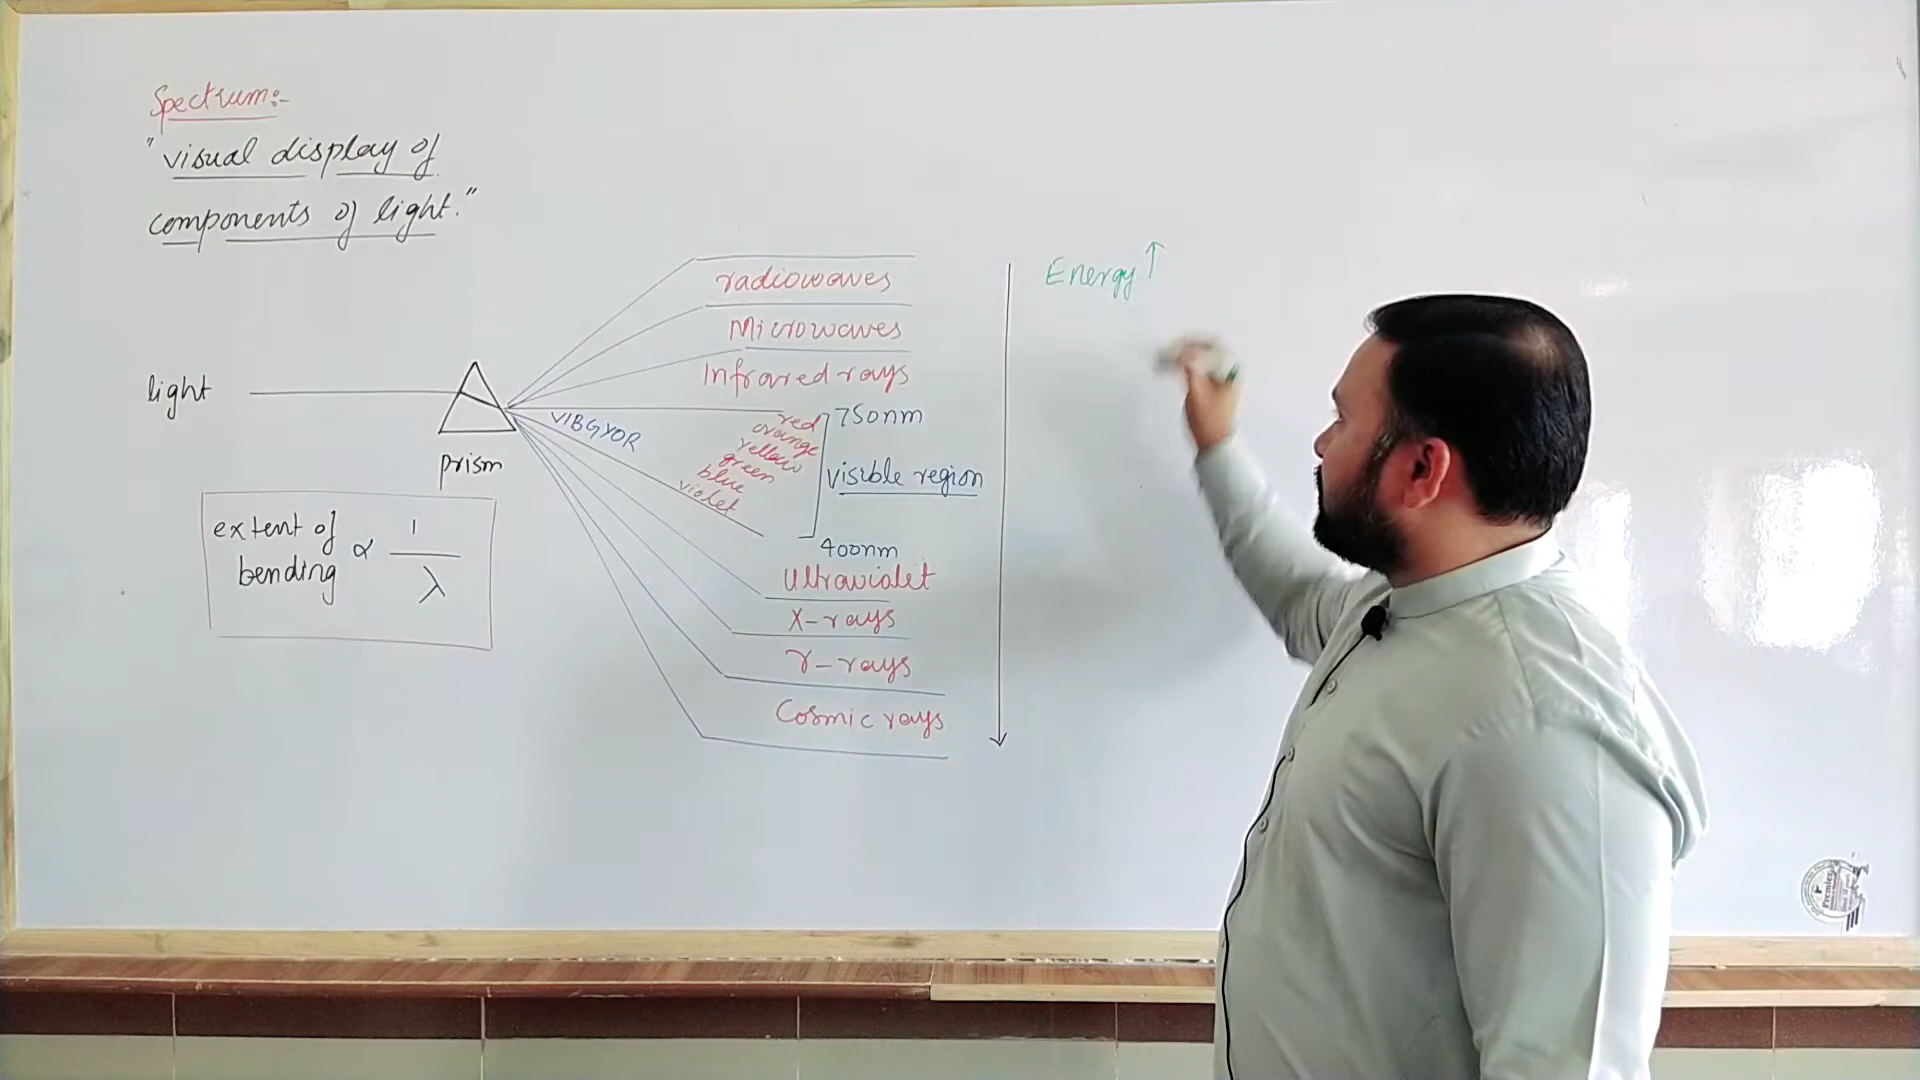 Spectrum:-
"visual display of
components of light."
radiowaves
Energy ↑
Microwaves
Infrared rays
light
prism
VIBGYOR
red
orange
yellow
green
blue
violet
750nm
visible region
400nm
extent of
bending ∝ 1/λ
Ultraviolet
X-rays
γ-rays
Cosmic rays
Premier